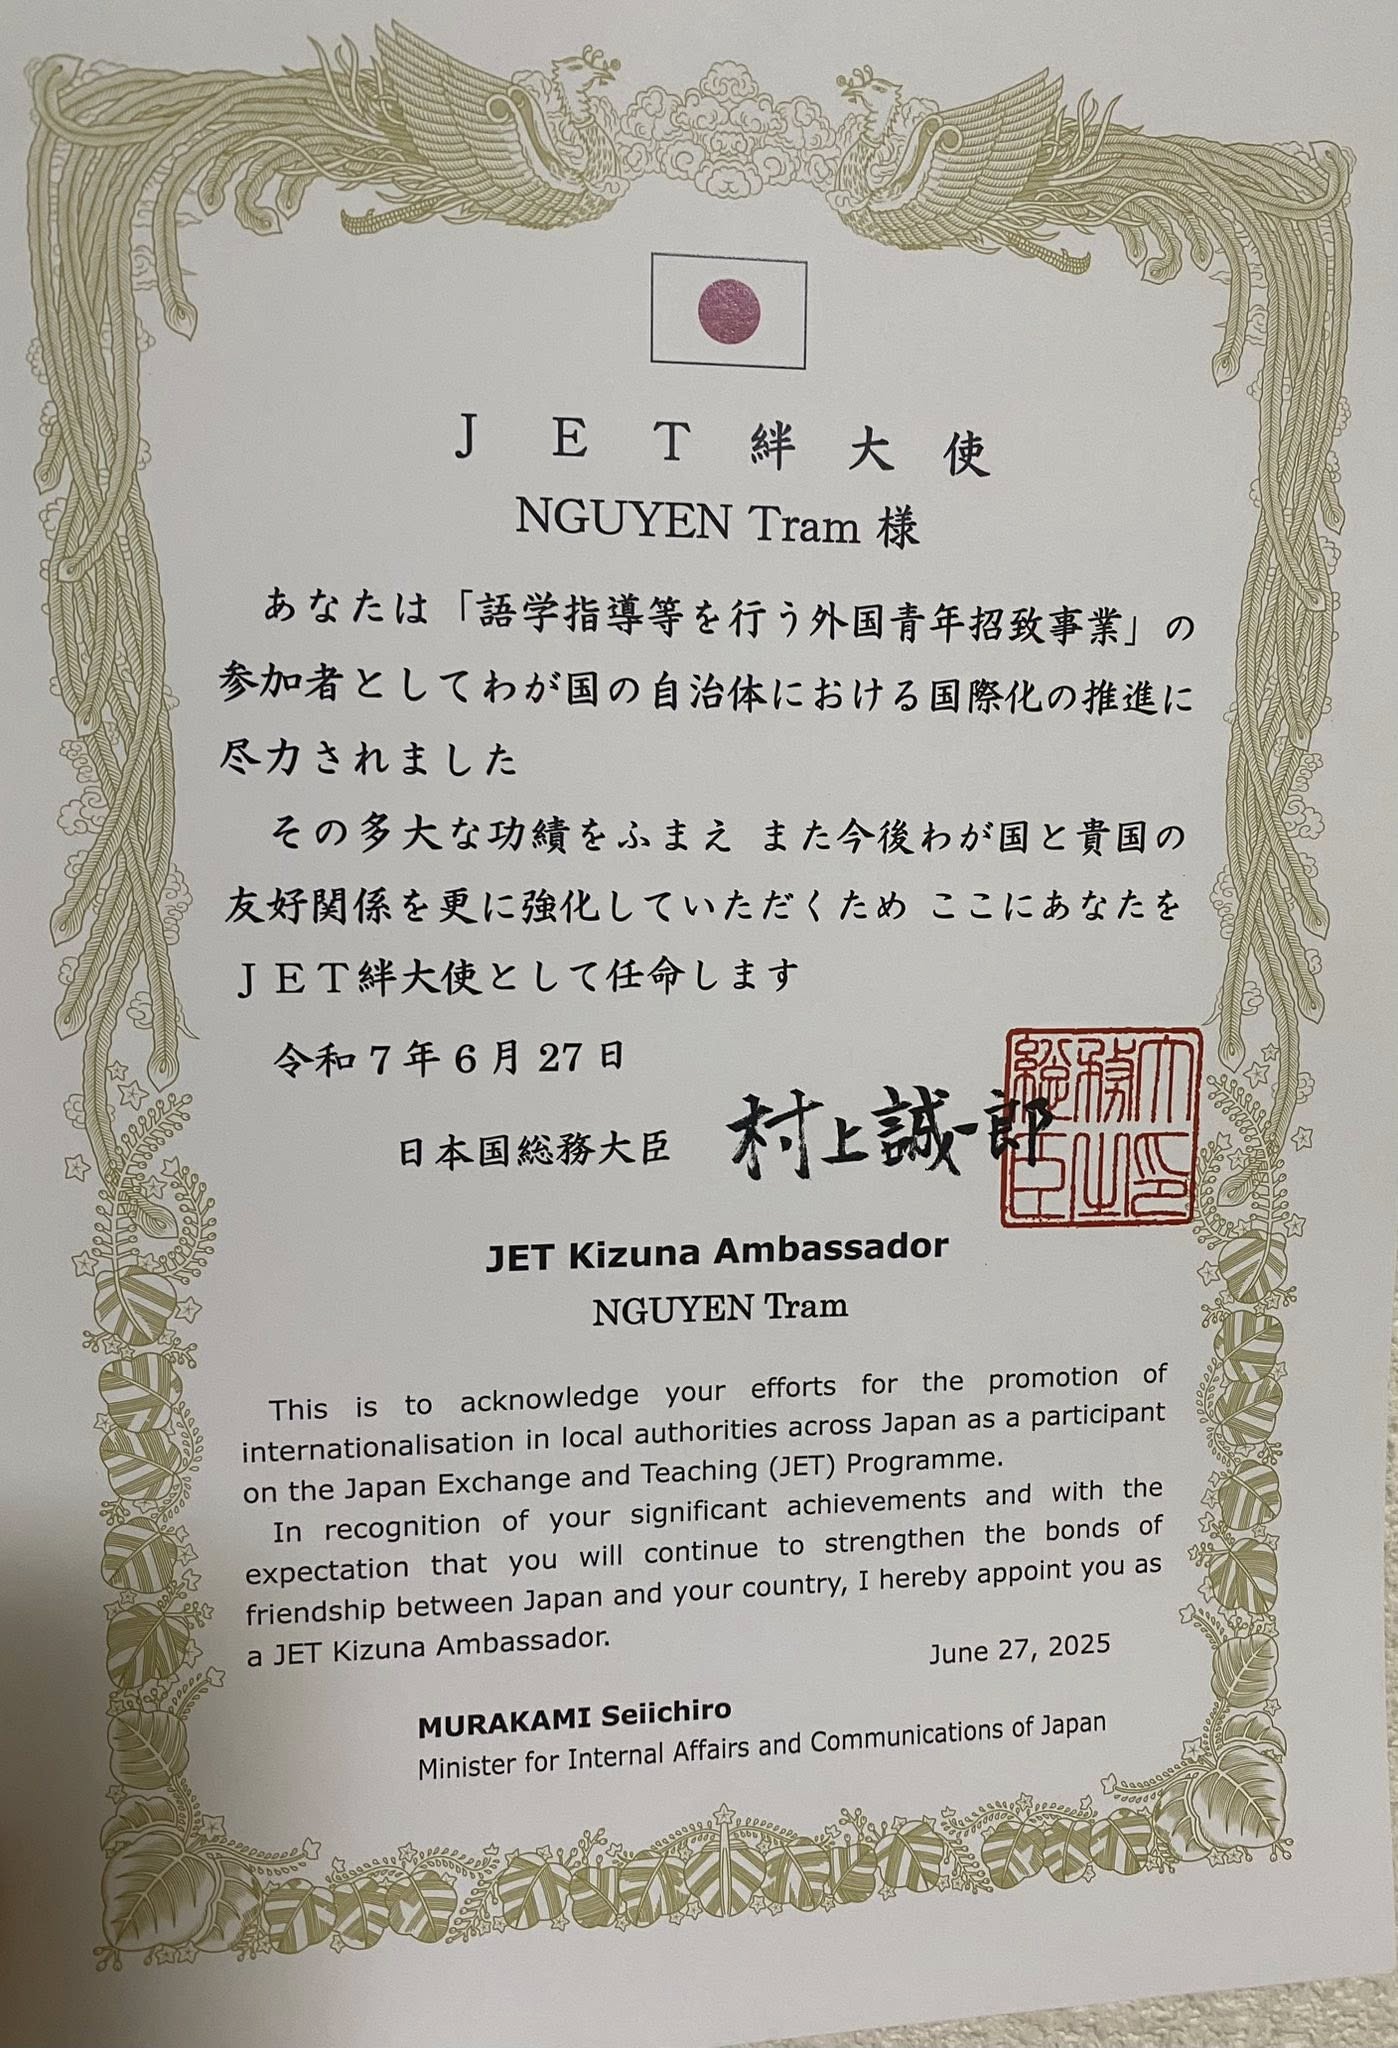 JET絆大使
NGUYEN Tram 様
あなたは「語学指導等を行う外国青年招致事業」の
参加者としてわが国の自治体における国際化の推進に
尽力されました
その多大な功績をふまえ また今後わが国と貴国の
友好関係を更に強化していただくため ここにあなたを
JET絆大使として任命します
令和7年6月27日
日本国総務大臣 村上誠一郎
総務大臣之印
JET Kizuna Ambassador
NGUYEN Tram
This is to acknowledge your efforts for the promotion of
internationalisation in local authorities across Japan as a participant
on the Japan Exchange and Teaching (JET) Programme.
In recognition of your significant achievements and with the
expectation that you will continue to strengthen the bonds of
friendship between Japan and your country, I hereby appoint you as
a JET Kizuna Ambassador.
June 27, 2025
MURAKAMI Seiichiro
Minister for Internal Affairs and Communications of Japan